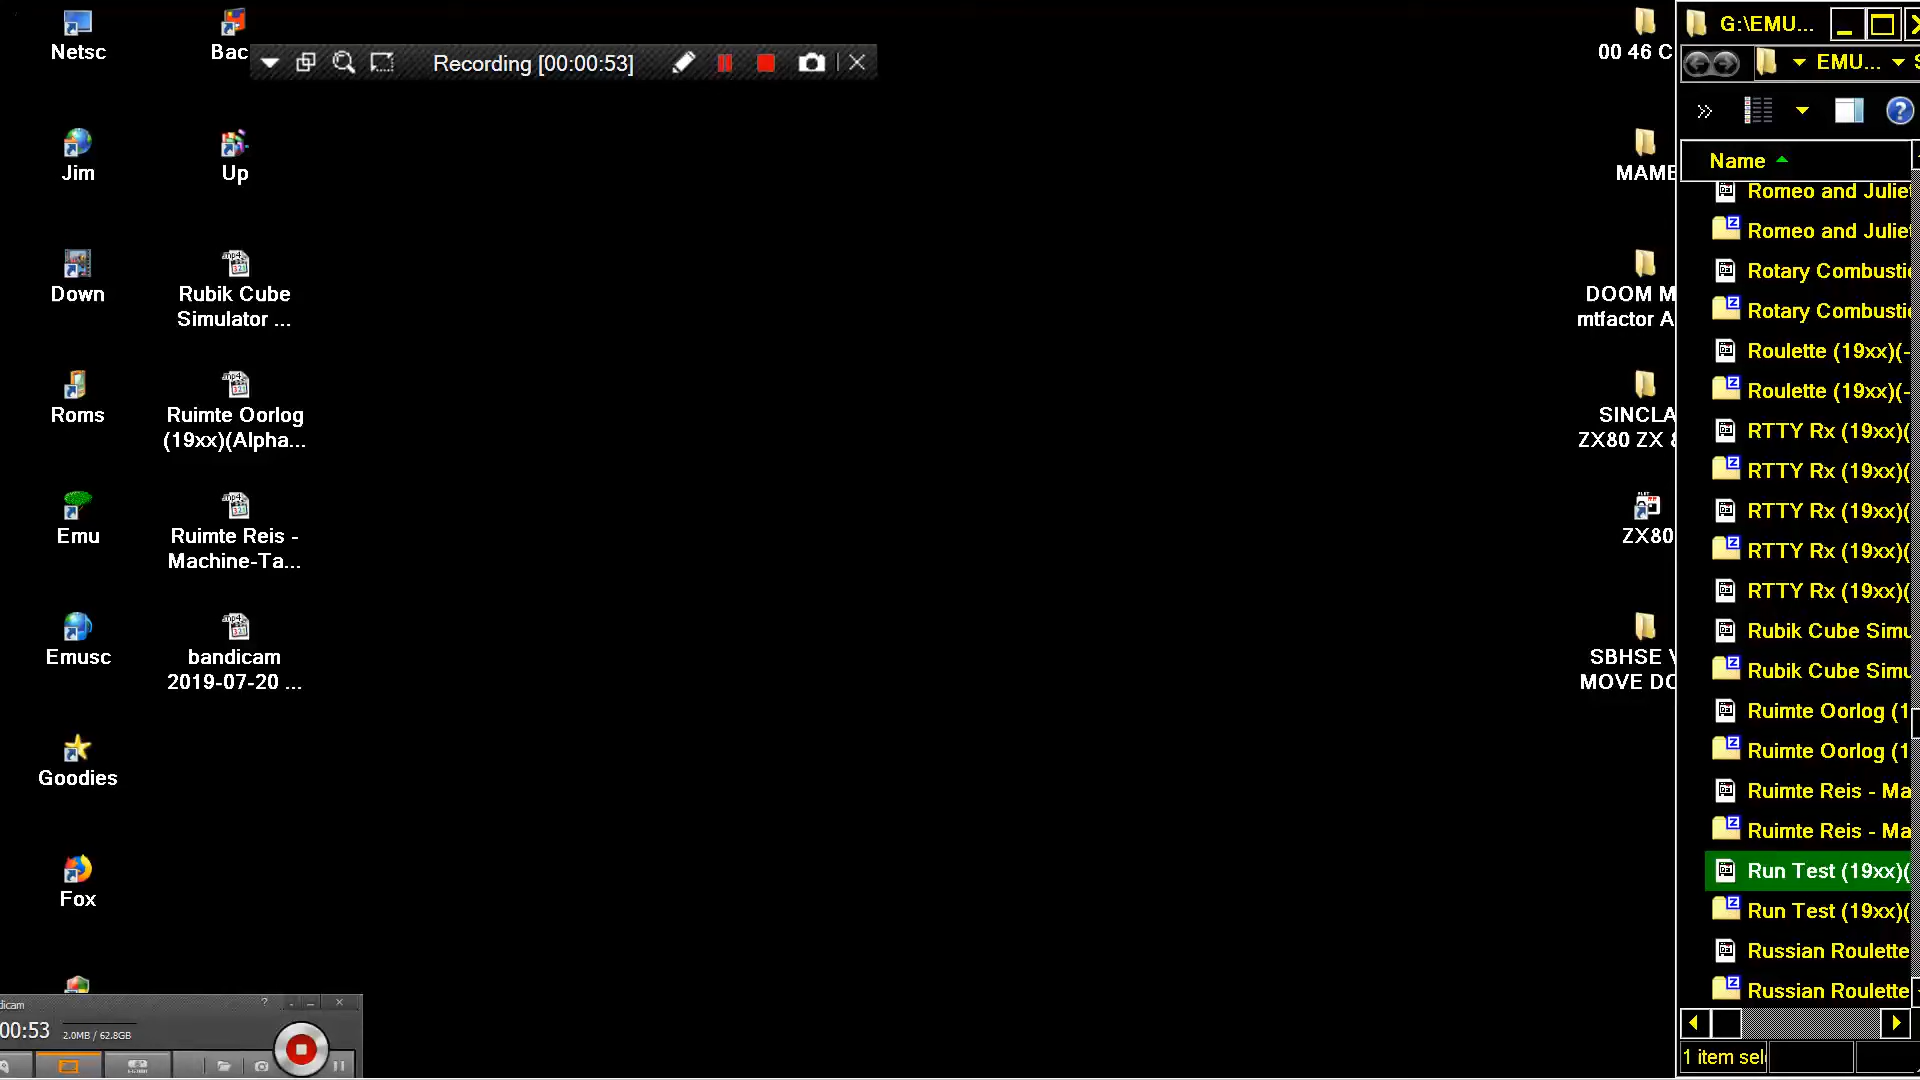 Netsc
Bac
Recording [00:00:53]
Jim
Up
Down
Rubik Cube
Simulator ...
Roms
Ruimte Oorlog
(19xx)(Alpha...
Emu
Ruimte Reis -
Machine-Ta...
Emusc
bandicam
2019-07-20 ...
Goodies
Fox
dicam
00:53
2.0MB / 62.8GB
00 46 C
MAME
DOOM M
mtfactor A
SINCLA
ZX80 ZX 8
ZX80
SBHSE V
MOVE DO
G:\EMU...
EMU...
Name
Romeo and Julie
Romeo and Julie
Rotary Combusti
Rotary Combusti
Roulette (19xx)(-
Roulette (19xx)(-
RTTY Rx (19xx)(
RTTY Rx (19xx)(
RTTY Rx (19xx)(
RTTY Rx (19xx)(
RTTY Rx (19xx)(
Rubik Cube Simu
Rubik Cube Simu
Ruimte Oorlog (1
Ruimte Oorlog (1
Ruimte Reis - Ma
Ruimte Reis - Ma
Run Test (19xx)(
Run Test (19xx)(
Russian Roulette
Russian Roulette
1 item sel